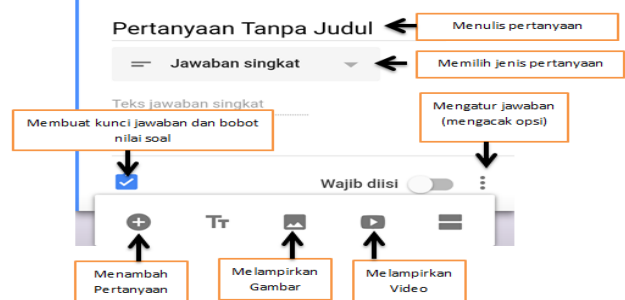 Pertanyaan Tanpa Judul
Menulis pertanyaan
Jawaban singkat
Memilih jenis pertanyaan
Teks jawaban singkat
Mengatur jawaban
(mengacak opsi)
Membuat kunci jawaban dan bobot
nilai soal
Wajib diisi
Tт
Menambah
Pertanyaan
Melampirkan
Gambar
Melampirkan
Video